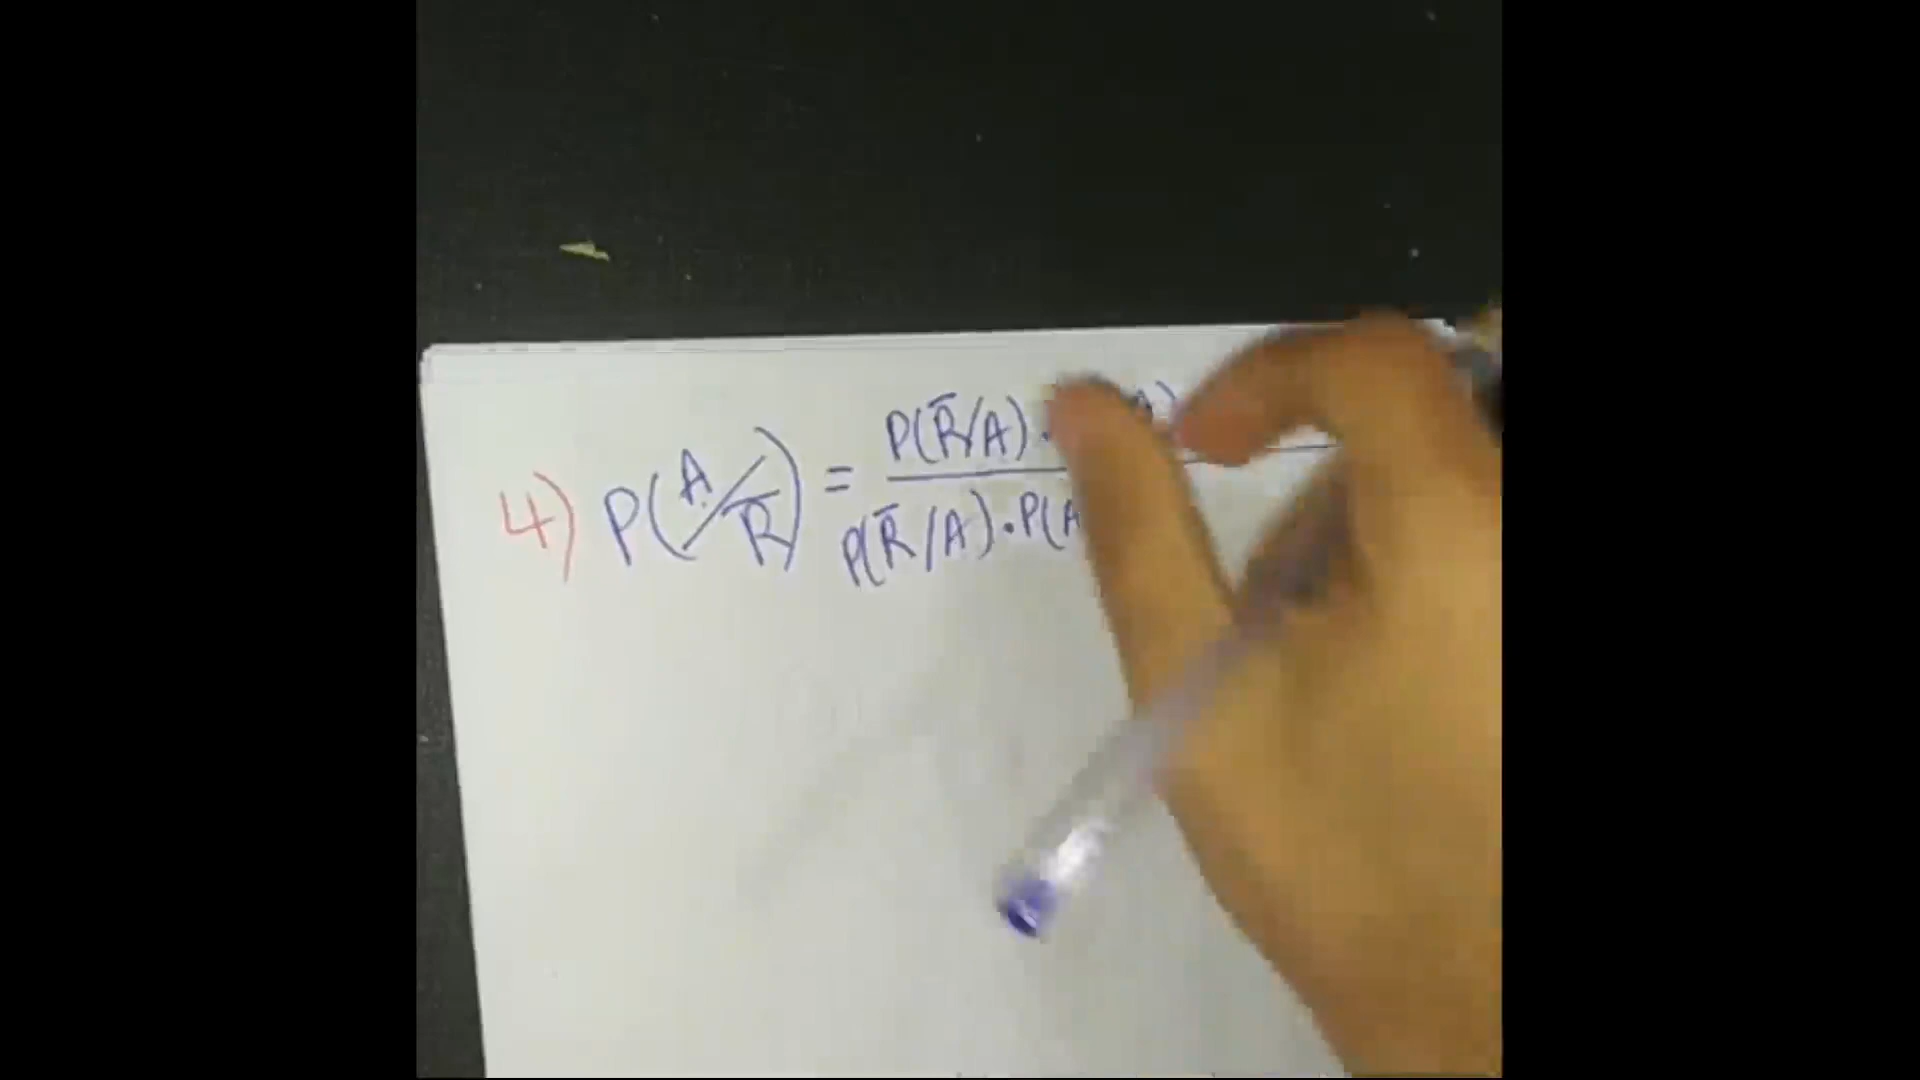 4) P(A/R̄) = P(R̄/A) · A)
P(R̄/A) · P(A